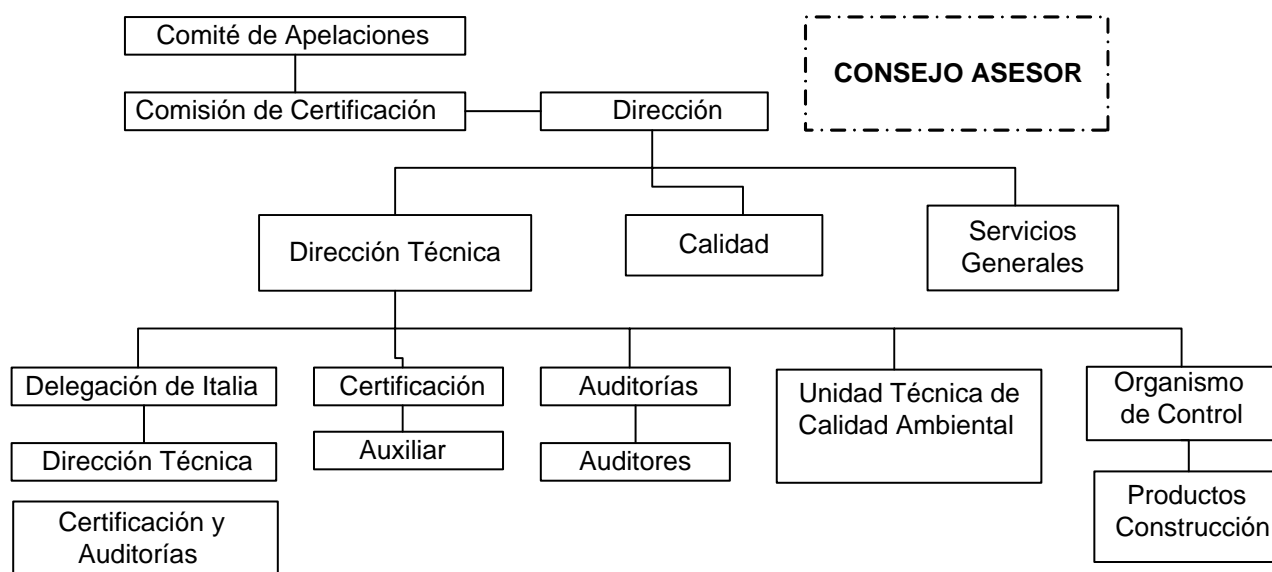 Comité de Apelaciones
CONSEJO ASESOR
Comisión de Certificación
Dirección
Dirección Técnica
Calidad
Servicios
Generales
Delegación de Italia
Certificación
Auditorías
Unidad Técnica de
Calidad Ambiental
Organismo
de Control
Dirección Técnica
Auxiliar
Auditores
Productos
Construcción
Certificación y
Auditorías